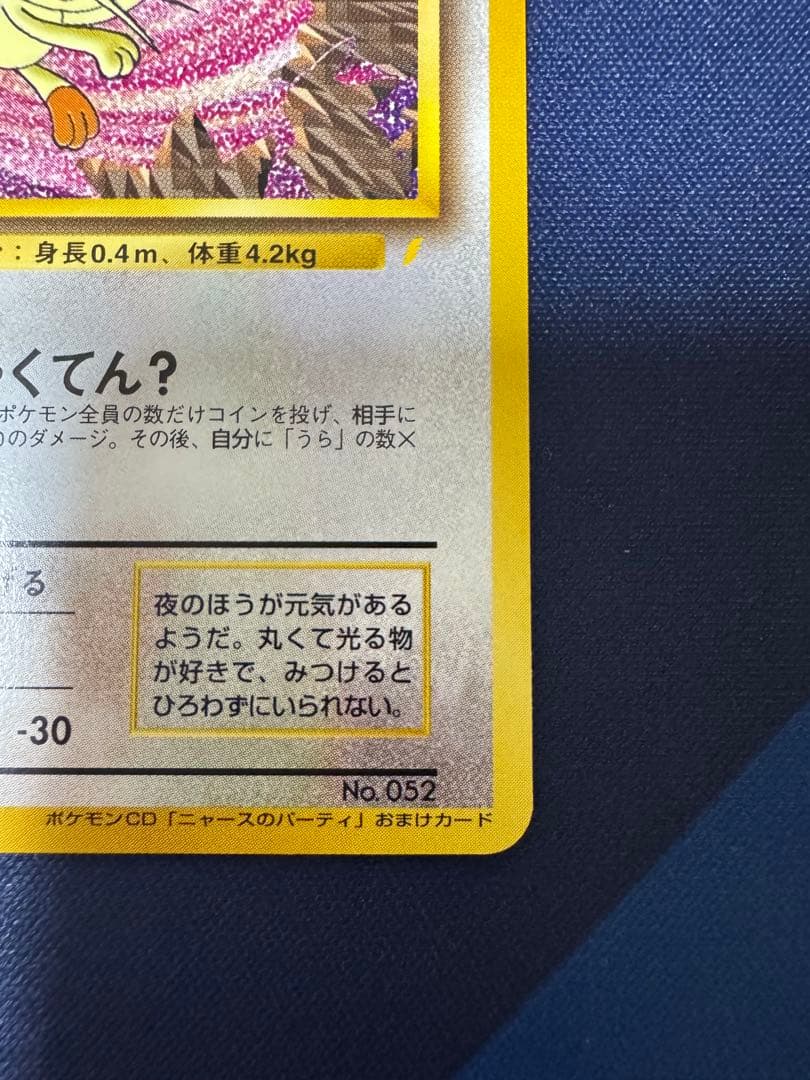 ：身長0.4m、体重4.2kg
くてん？
ポケモン全員の数だけコインを投げ、相手に
のダメージ。その後、自分に「うら」の数×
る
夜のほうが元気がある
ようだ。丸くて光る物
が好きで、みつけると
ひろわずにいられない。
-30
No. 052
ポケモンCD「ニャースのパーティ」おまけカード